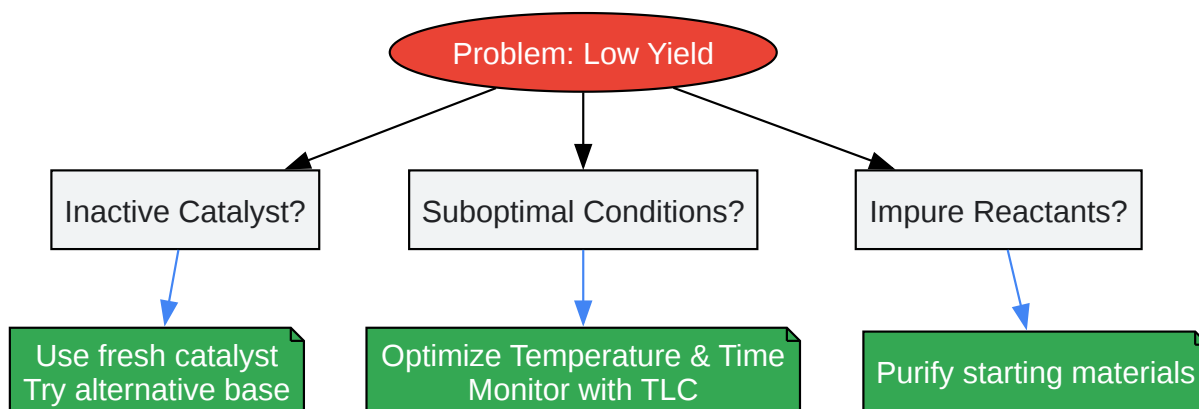 Problem: Low Yield
Inactive Catalyst?
Suboptimal Conditions?
Impure Reactants?
Use fresh catalyst
Try alternative base
Optimize Temperature & Time
Monitor with TLC
Purify starting materials